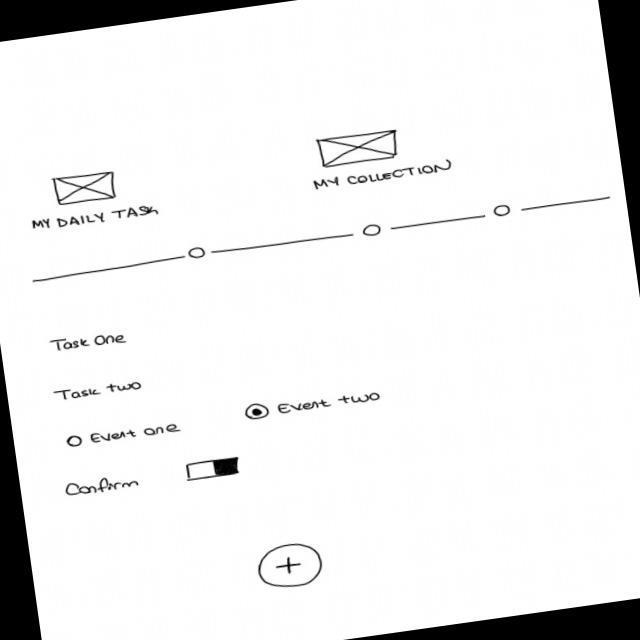 MY DAILY TASK
MY COLLECTION
Task One
Task two
Event one
Event two
Confirm
+